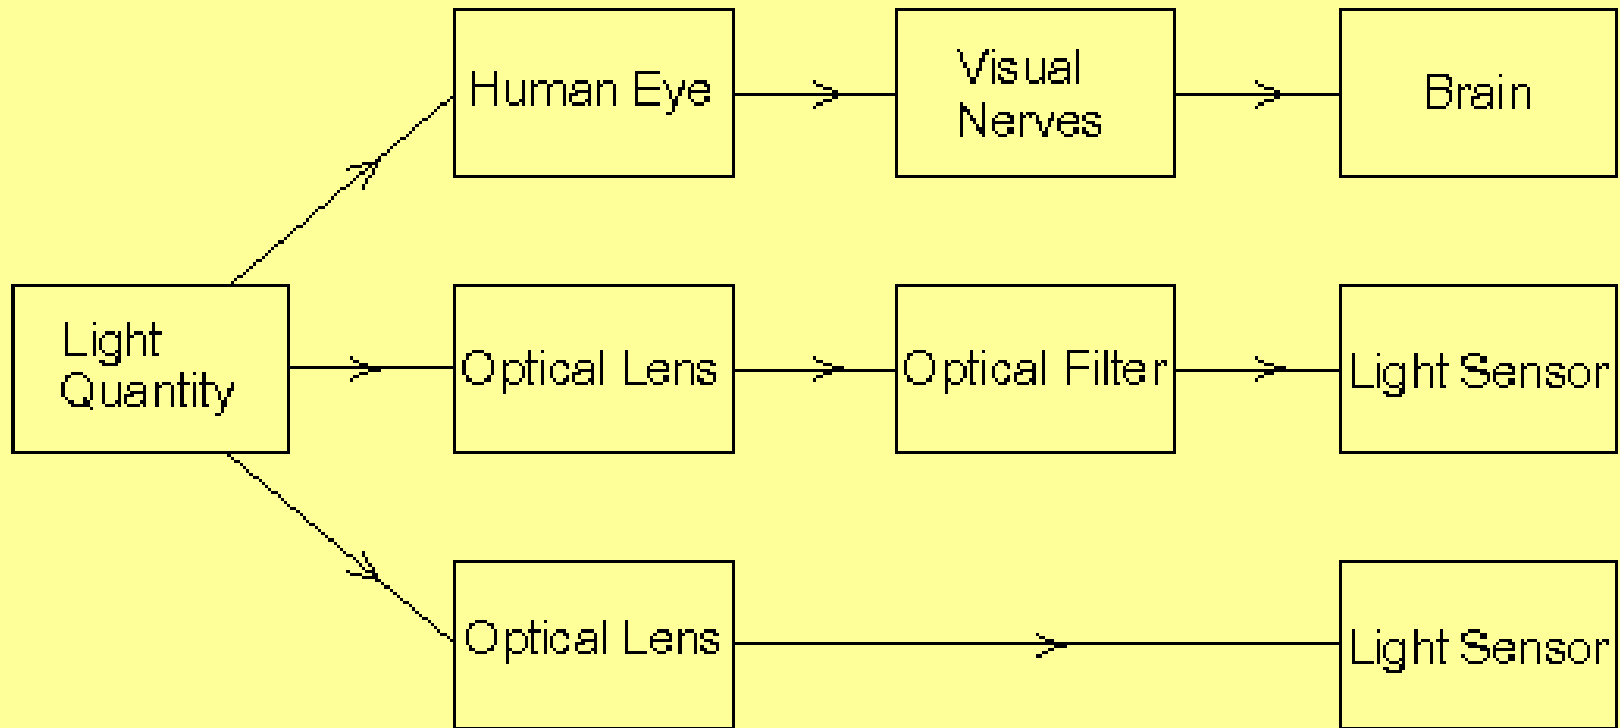 Human Eye
Visual
Nerves
Brain
Light
Quantity
Optical Lens
Optical Filter
Light Sensor
Optical Lens
Light Sensor